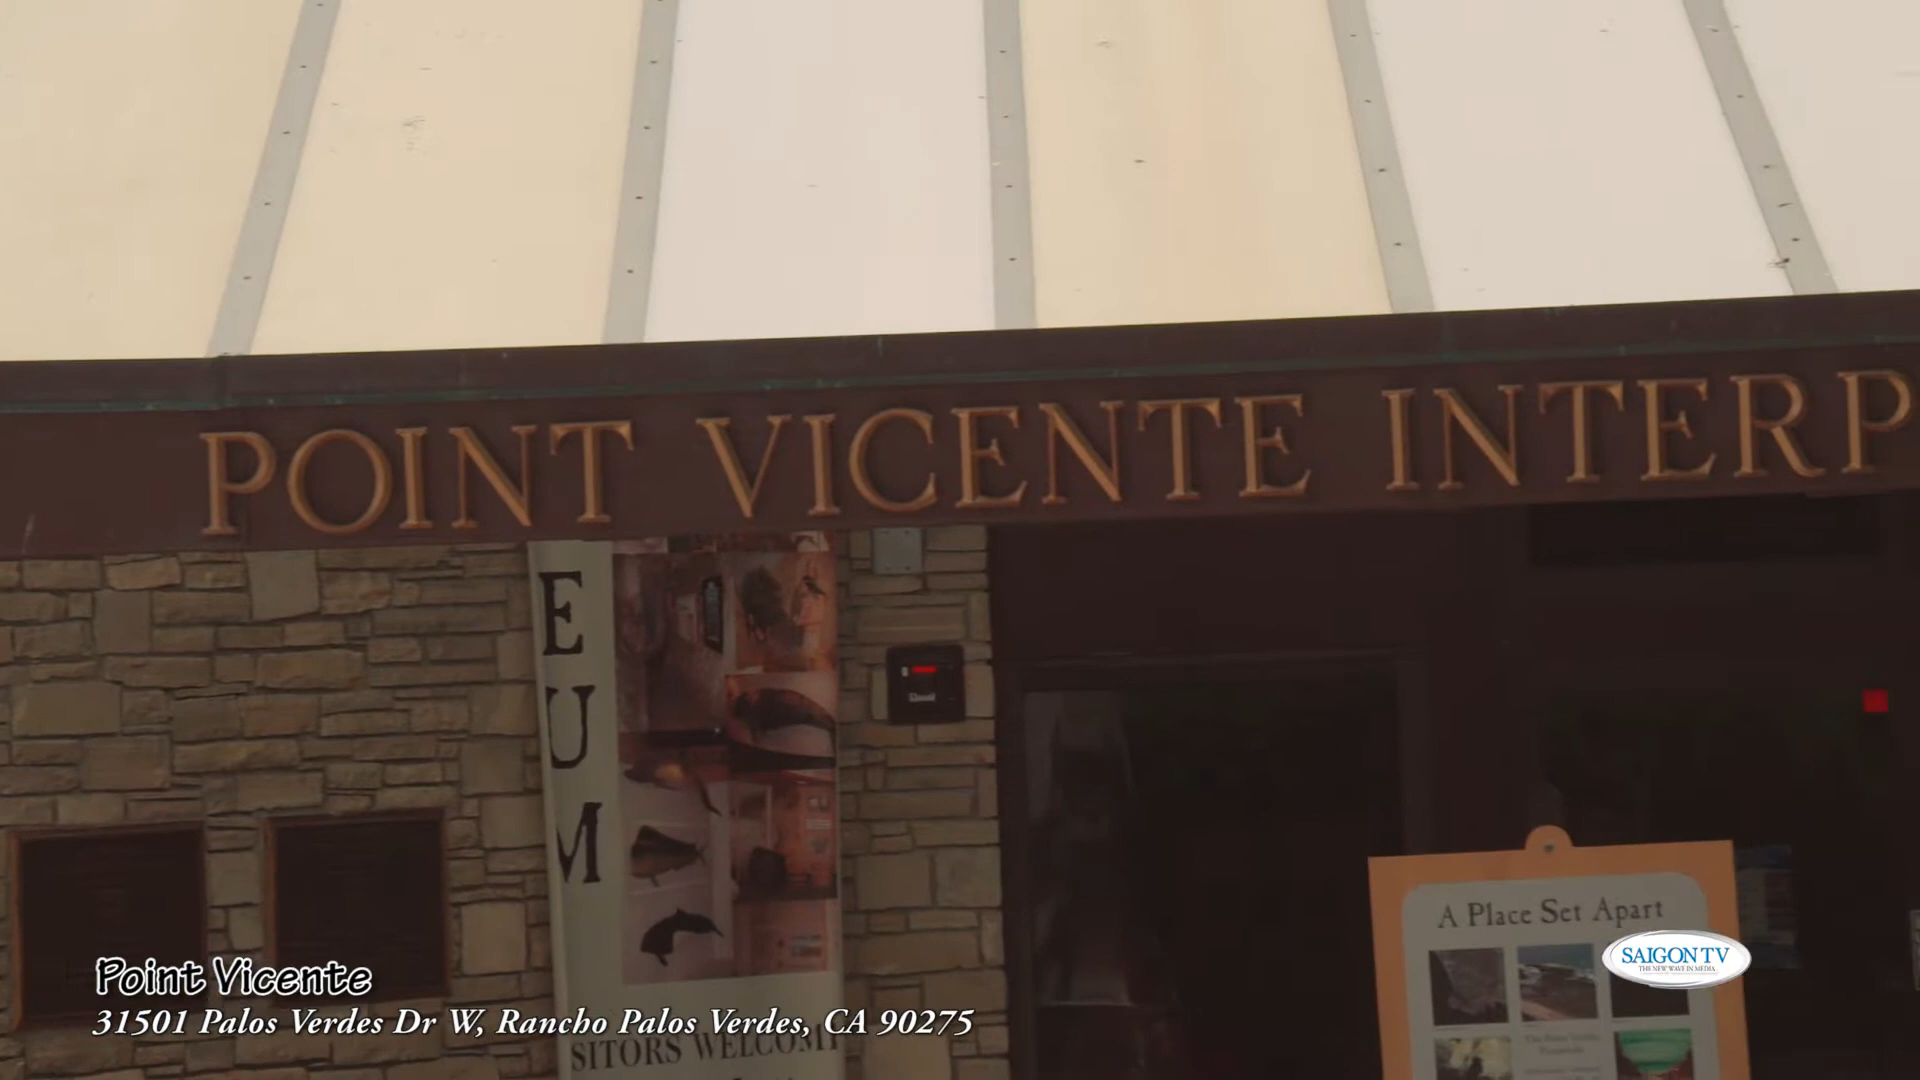 POINT VICENTE INTERP
E
U
M
SITORS WELCOM
A Place Set Apart
SAIGON TV
THE NEW WAVE IN MEDIA
Point Vicente
31501 Palos Verdes Dr W, Rancho Palos Verdes, CA 90275